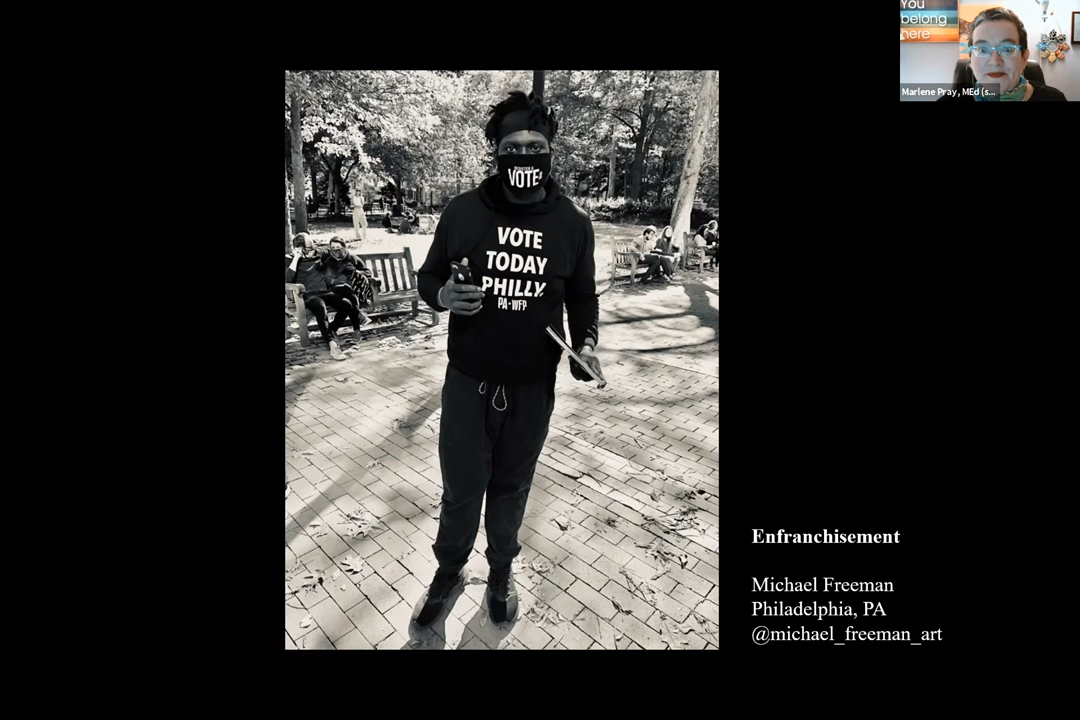 You
belong
here
Marlene Pray, MEd (s...
VOTE
VOTE
TODAY
PHILLY.
PA-WFP
Enfranchisement
Michael Freeman
Philadelphia, PA
@michael_freeman_art